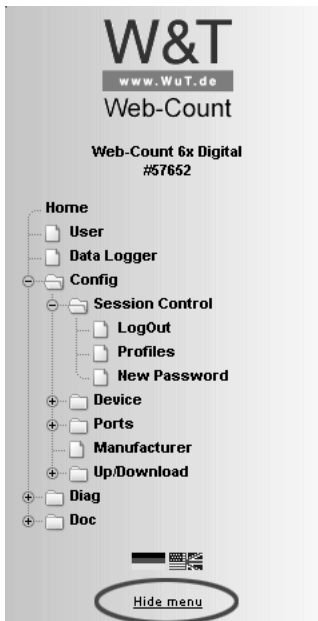 W&T
www.WuT.de
Web-Count
Web-Count 6x Digital
#57652
Home
User
Data Logger
Config
Session Control
LogOut
Profiles
New Password
Device
Ports
Manufacturer
Up/Download
Diag
Doc
Hide menu